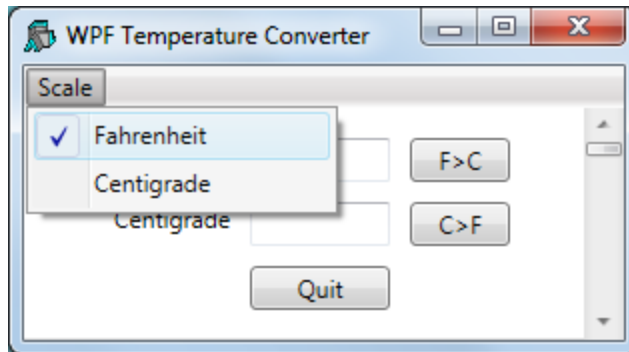 WPF Temperature Converter
Scale
Fahrenheit
F>C
Centigrade
Centigrade
C>F
Quit